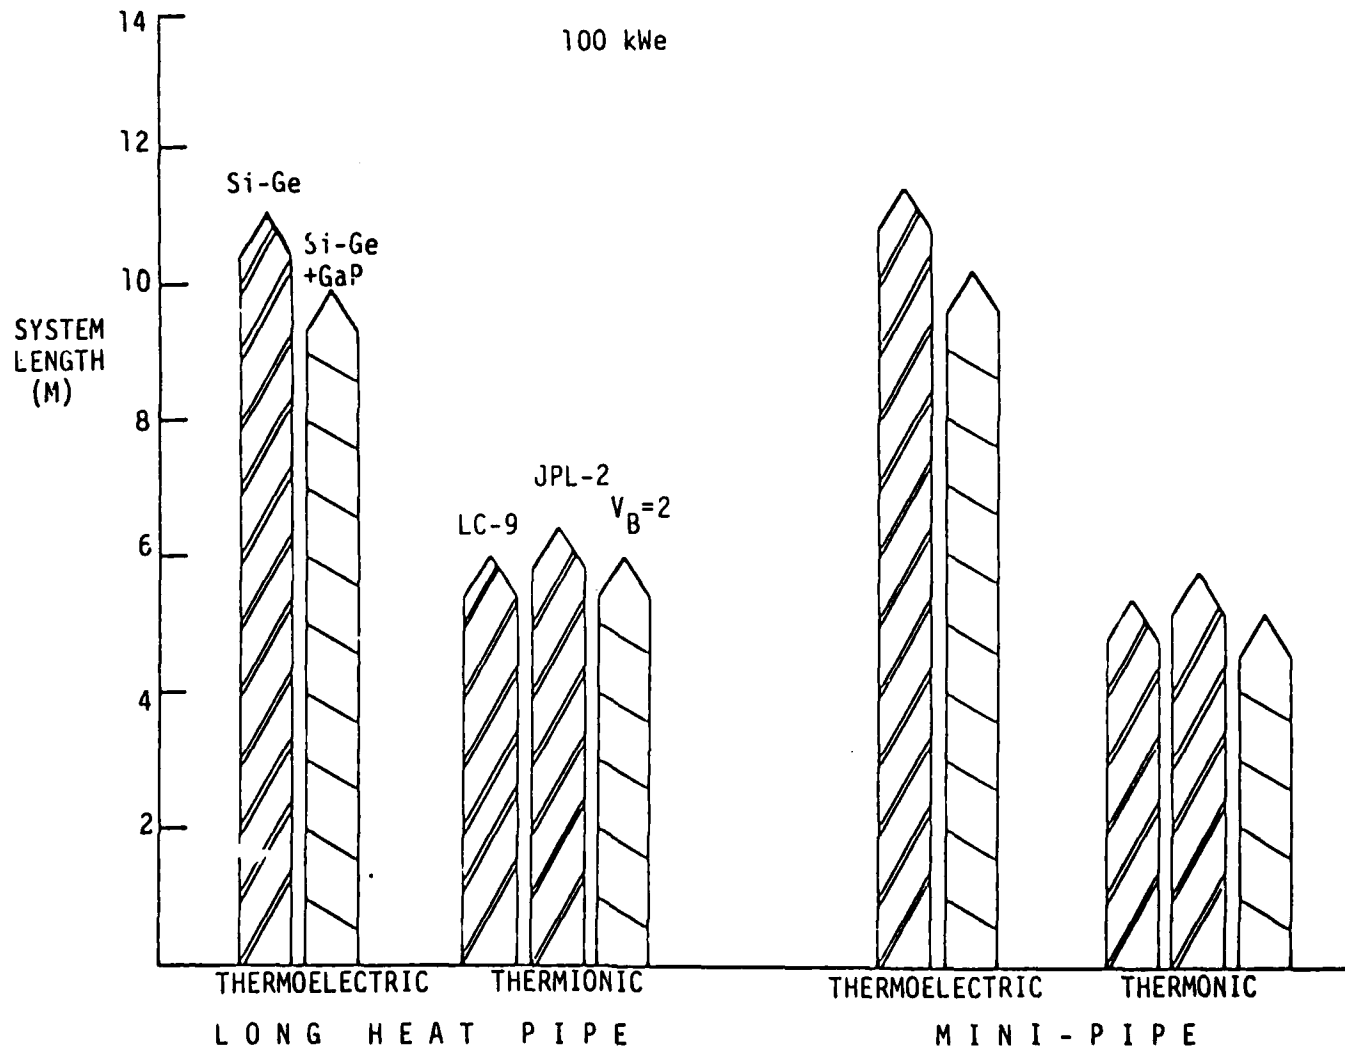 100 kWe
14
12
10
8
6
4
2
SYSTEM
LENGTH
(M)
Si-Ge
Si-Ge
+GaP
LC-9
JPL-2
V_B=2
THERMOELECTRIC
THERMIONIC
THERMOELECTRIC
THERMONIC
LONG HEAT PIPE
MINI-PIPE